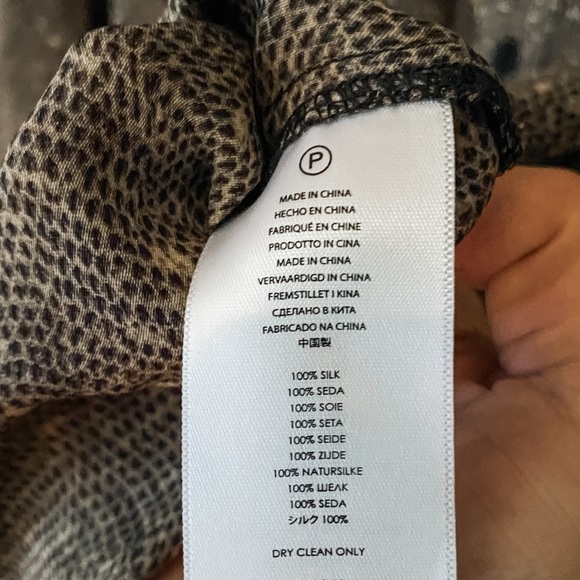 P
MADE IN CHINA
HECHO EN CHINA
FABRIQUÉ EN CHINE
PRODOTTO IN CINA
MADE IN CHINA
VERVAARDIGD IN CHINA
FREMSTILLET I KINA
СДЕЛАНО В КИТА
FABRICADO NA CHINA
中国製
100% SILK
100% SEDA
100% SOIE
100% SETA
100% SEIDE
100% ZIJDE
100% NATURSILKE
100% ШЕЛК
100% SEDA
シルク 100%
DRY CLEAN ONLY